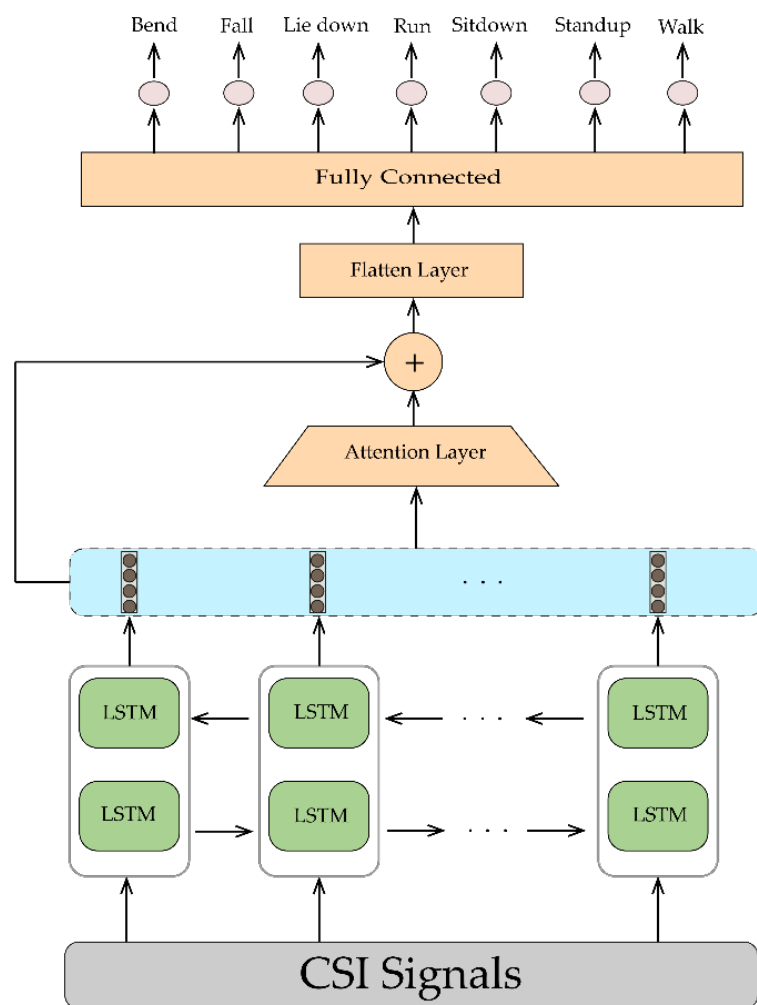 Bend Fall Lie down Run Sitdown Standup Walk
Fully Connected
Flatten Layer
+
Attention Layer
. . .
LSTM LSTM . . . LSTM
LSTM LSTM . . . LSTM
CSI Signals